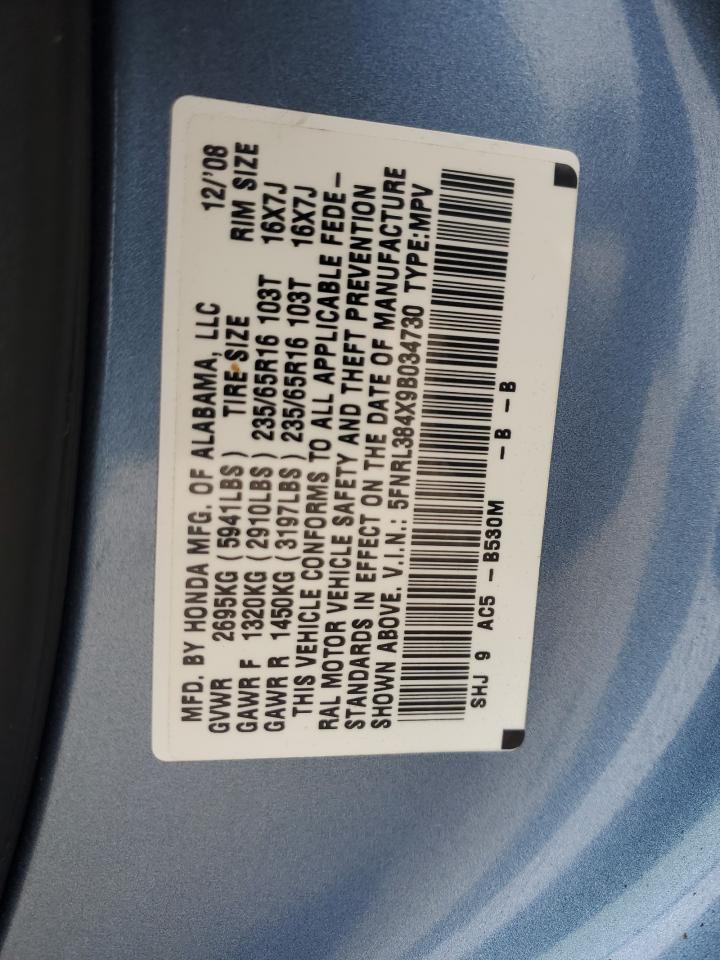 MFD. BY HONDA MFG. OF ALABAMA, LLC 12/'08
GVWR 2695KG (5941LBS) TIRE SIZE RIM SIZE
GAWR F 1320KG (2910LBS) 235/65R16 103T 16X7J
GAWR R 1450KG (3197LBS) 235/65R16 103T 16X7J
THIS VEHICLE CONFORMS TO ALL APPLICABLE FEDE-
RAL MOTOR VEHICLE SAFETY AND THEFT PREVENTION
STANDARDS IN EFFECT ON THE DATE OF MANUFACTURE
SHOWN ABOVE. V.I.N.: 5FNRL384X9B034730 TYPE:MPV
SHJ 9 AC5 - B530M - B - B